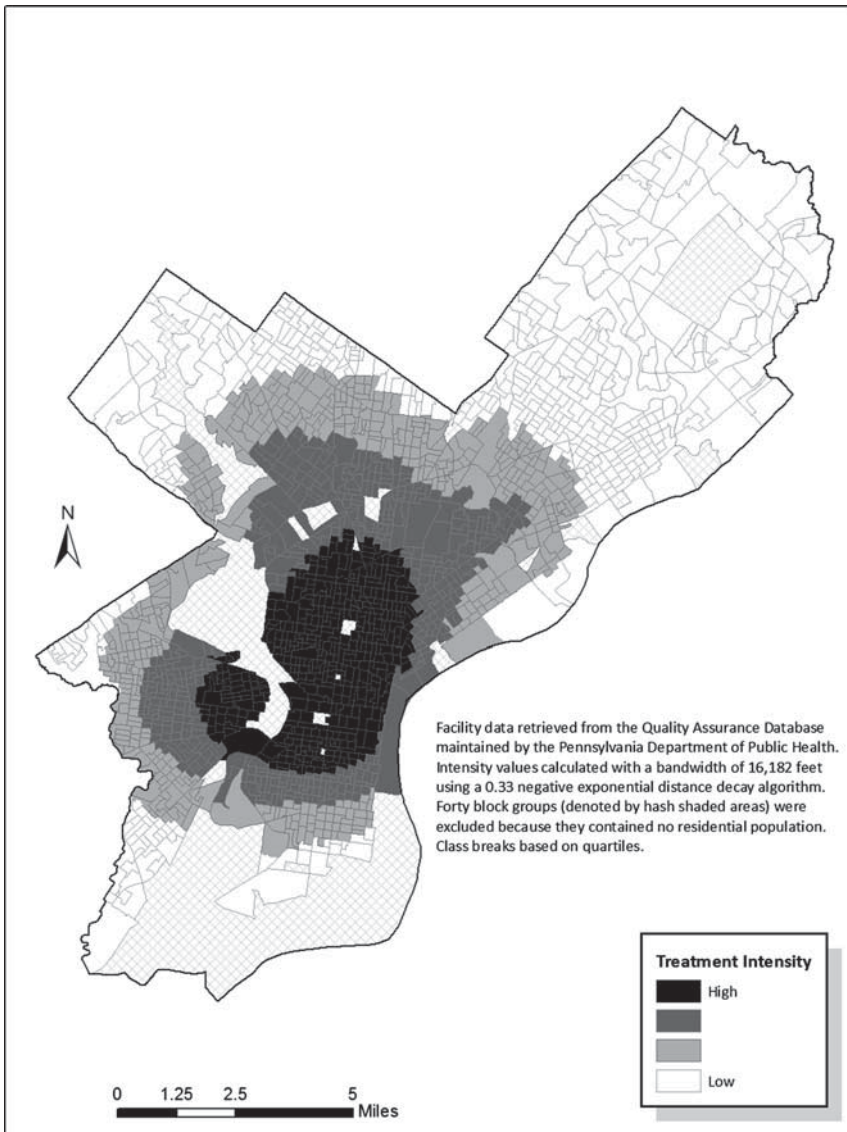 N
Facility data retrieved from the Quality Assurance Database
maintained by the Pennsylvania Department of Public Health.
Intensity values calculated with a bandwidth of 16,182 feet
using a 0.33 negative exponential distance decay algorithm.
Forty block groups (denoted by hash shaded areas) were
excluded because they contained no residential population.
Class breaks based on quartiles.
Treatment Intensity
High
Low
0 1.25 2.5 5
Miles